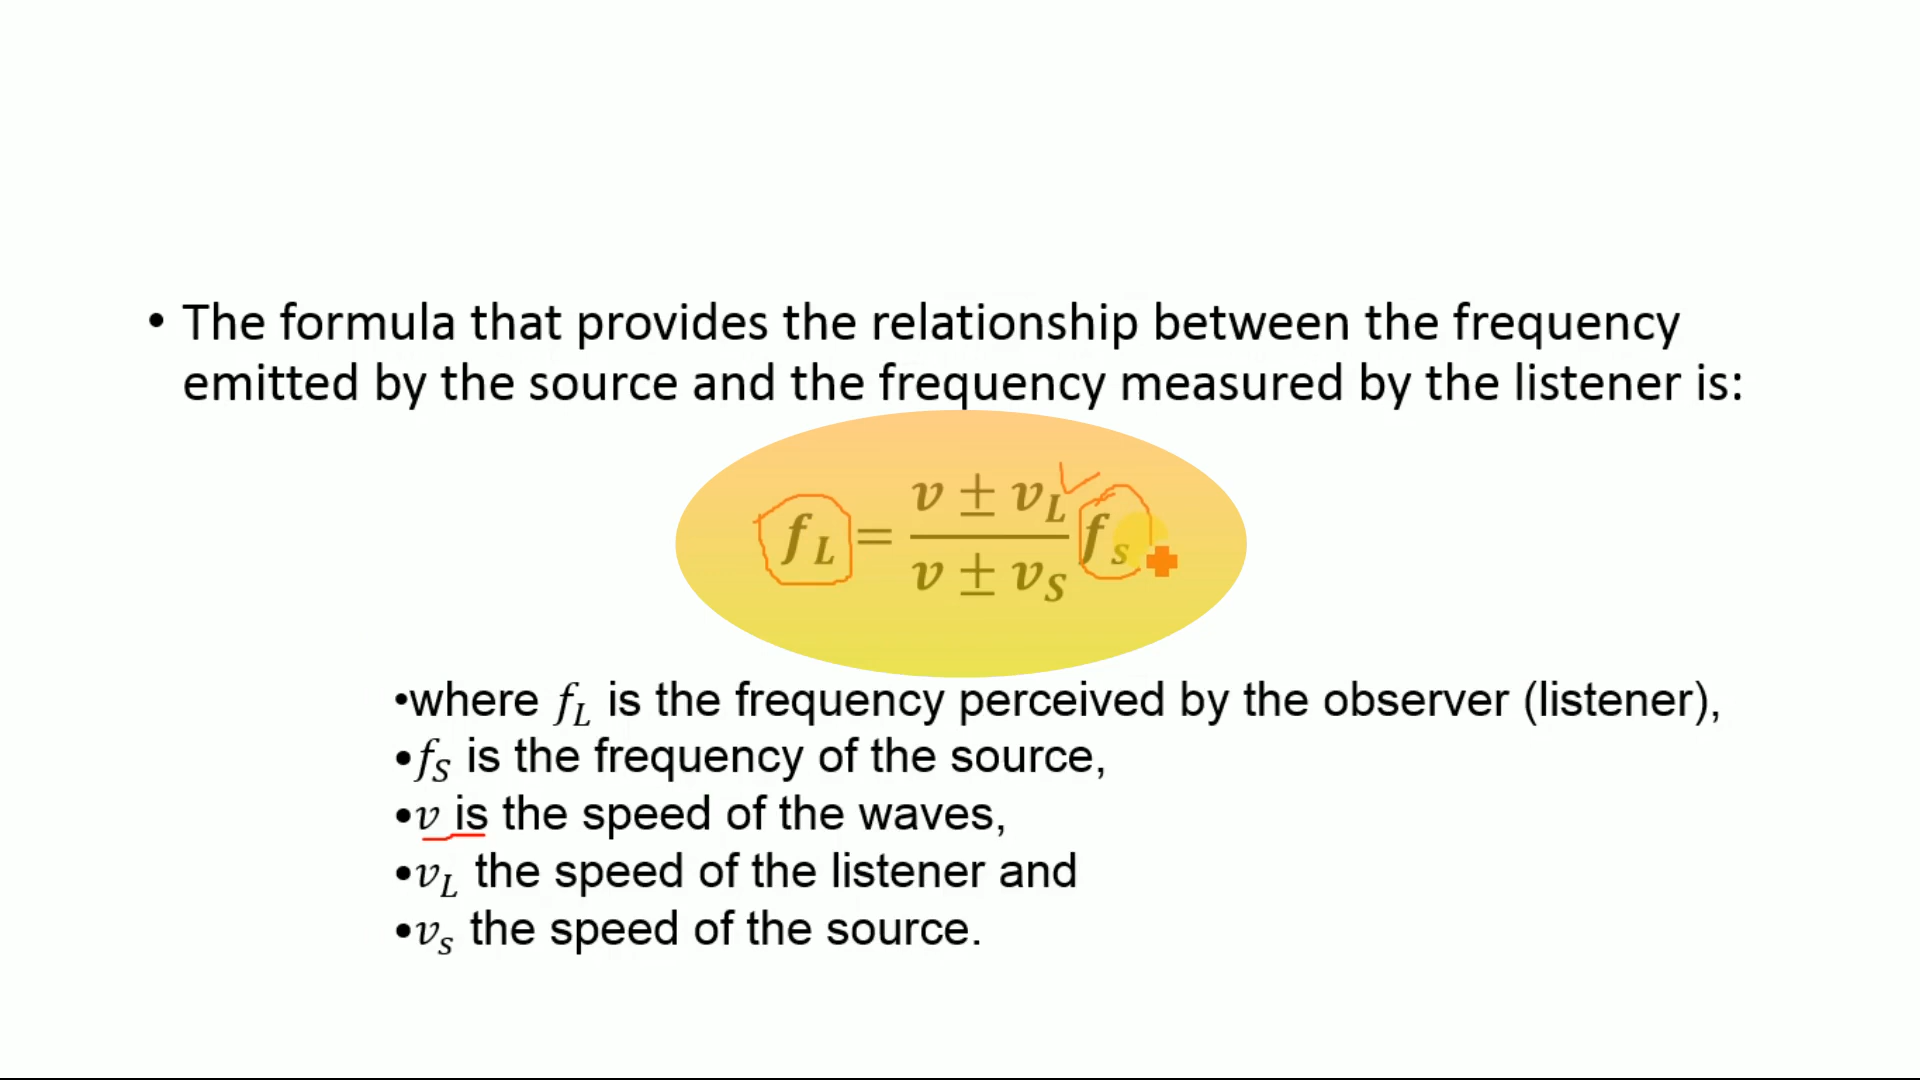 • The formula that provides the relationship between the frequency
emitted by the source and the frequency measured by the listener is:
f_L = (v ± v_L)/(v ± v_S) f_s
•where f_L is the frequency perceived by the observer (listener),
•f_S is the frequency of the source,
•v is the speed of the waves,
•v_L the speed of the listener and
•v_s the speed of the source.